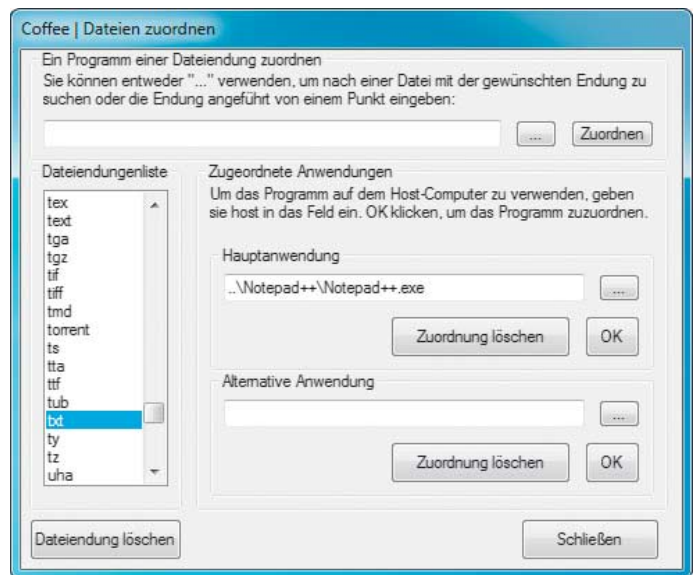 Coffee | Dateien zuordnen
Ein Programm einer Dateiendung zuordnen
Sie können entweder "..." verwenden, um nach einer Datei mit der gewünschten Endung zu
suchen oder die Endung angeführt von einem Punkt eingeben:
...
Zuordnen
Dateiendungenliste
tex
text
tga
tgz
tif
tiff
tmd
torrent
ts
tta
ttf
tub
txt
ty
tz
uha
Dateiendung löschen
Zugeordnete Anwendungen
Um das Programm auf dem Host-Computer zu verwenden, geben
sie host in das Feld ein. OK klicken, um das Programm zuzuordnen.
Hauptanwendung
..\Notepad++\Notepad++.exe
...
Zuordnung löschen
OK
Alternative Anwendung
...
Zuordnung löschen
OK
Schließen